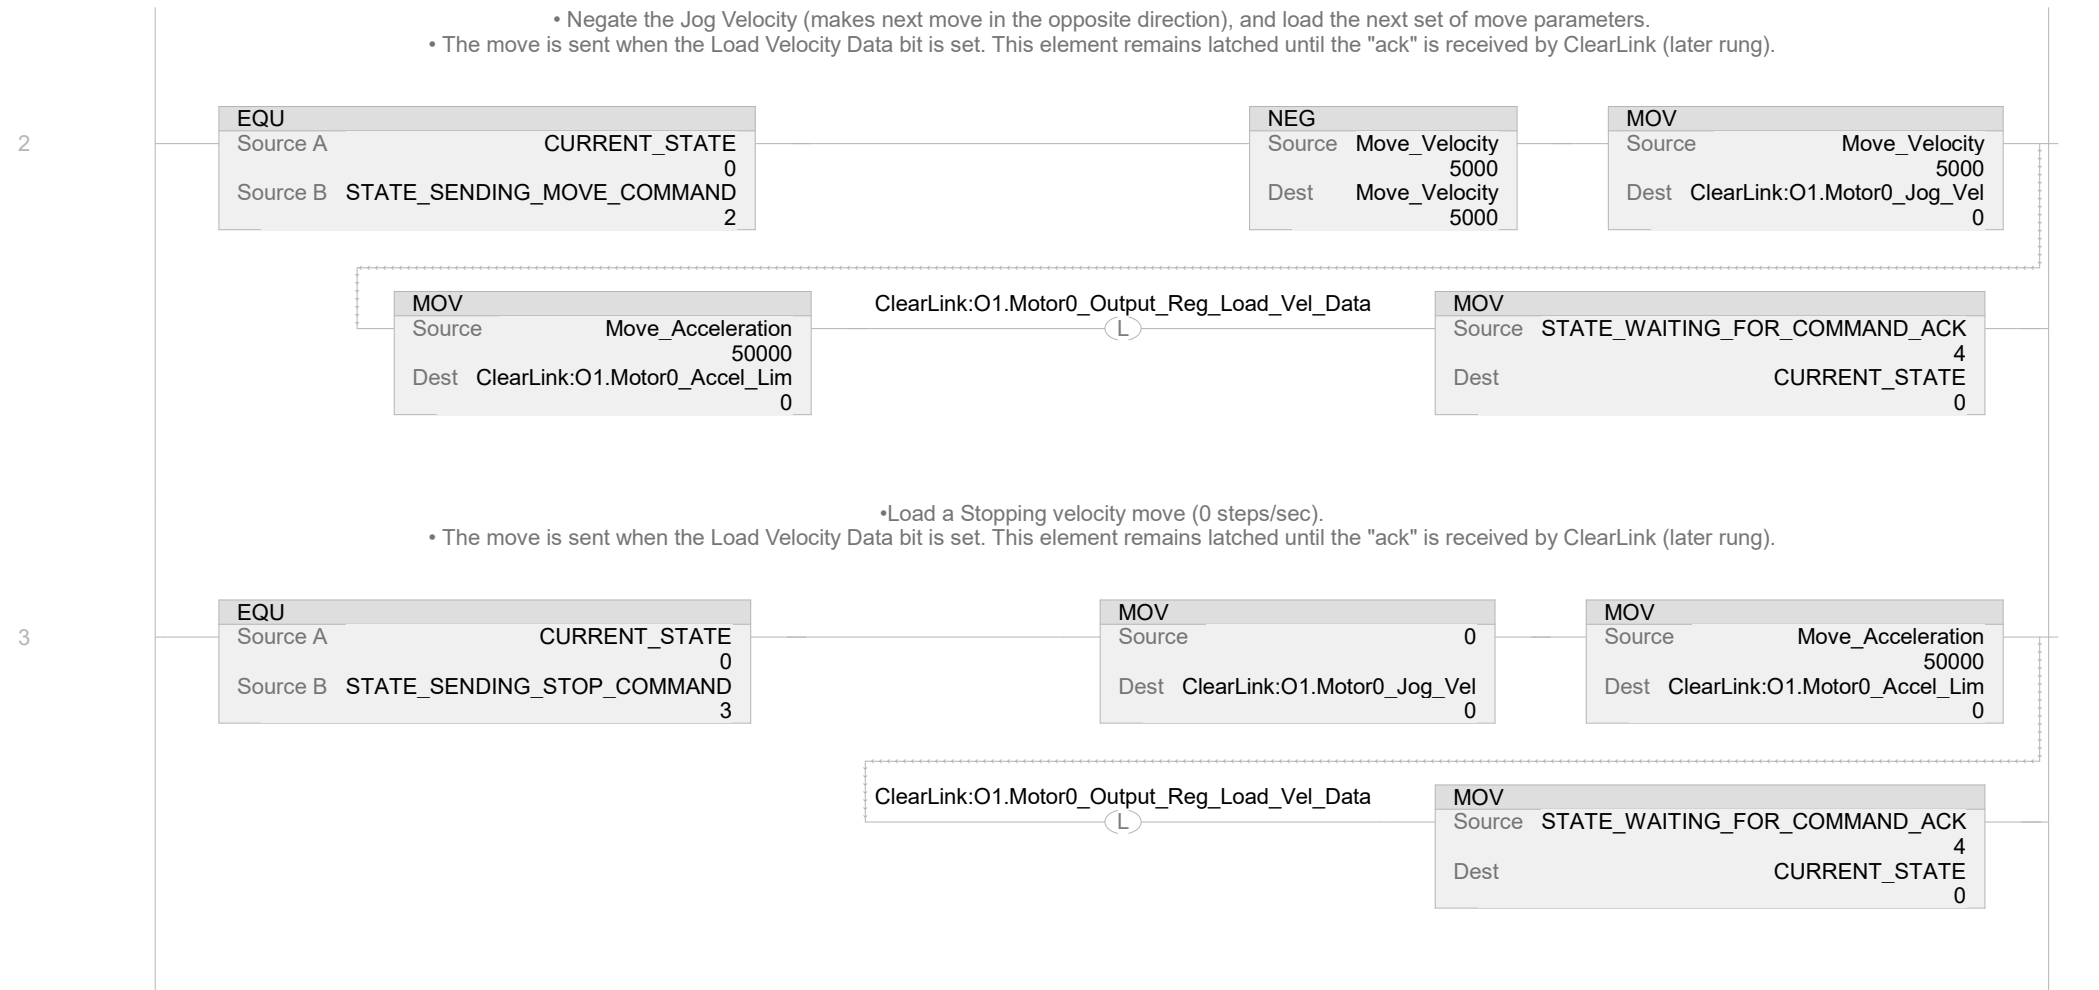 • Negate the Jog Velocity (makes next move in the opposite direction), and load the next set of move parameters.
• The move is sent when the Load Velocity Data bit is set. This element remains latched until the "ack" is received by ClearLink (later rung).
2
EQU
Source A CURRENT_STATE
0
Source B STATE_SENDING_MOVE_COMMAND
2
NEG
Source Move_Velocity
5000
Dest Move_Velocity
5000
MOV
Source Move_Velocity
5000
Dest ClearLink:O1.Motor0_Jog_Vel
0
MOV
Source Move_Acceleration
50000
Dest ClearLink:O1.Motor0_Accel_Lim
0
ClearLink:O1.Motor0_Output_Reg_Load_Vel_Data
L
MOV
Source STATE_WAITING_FOR_COMMAND_ACK
4
Dest CURRENT_STATE
0
•Load a Stopping velocity move (0 steps/sec).
• The move is sent when the Load Velocity Data bit is set. This element remains latched until the "ack" is received by ClearLink (later rung).
3
EQU
Source A CURRENT_STATE
0
Source B STATE_SENDING_STOP_COMMAND
3
MOV
Source 0
Dest ClearLink:O1.Motor0_Jog_Vel
0
MOV
Source Move_Acceleration
50000
Dest ClearLink:O1.Motor0_Accel_Lim
0
ClearLink:O1.Motor0_Output_Reg_Load_Vel_Data
L
MOV
Source STATE_WAITING_FOR_COMMAND_ACK
4
Dest CURRENT_STATE
0